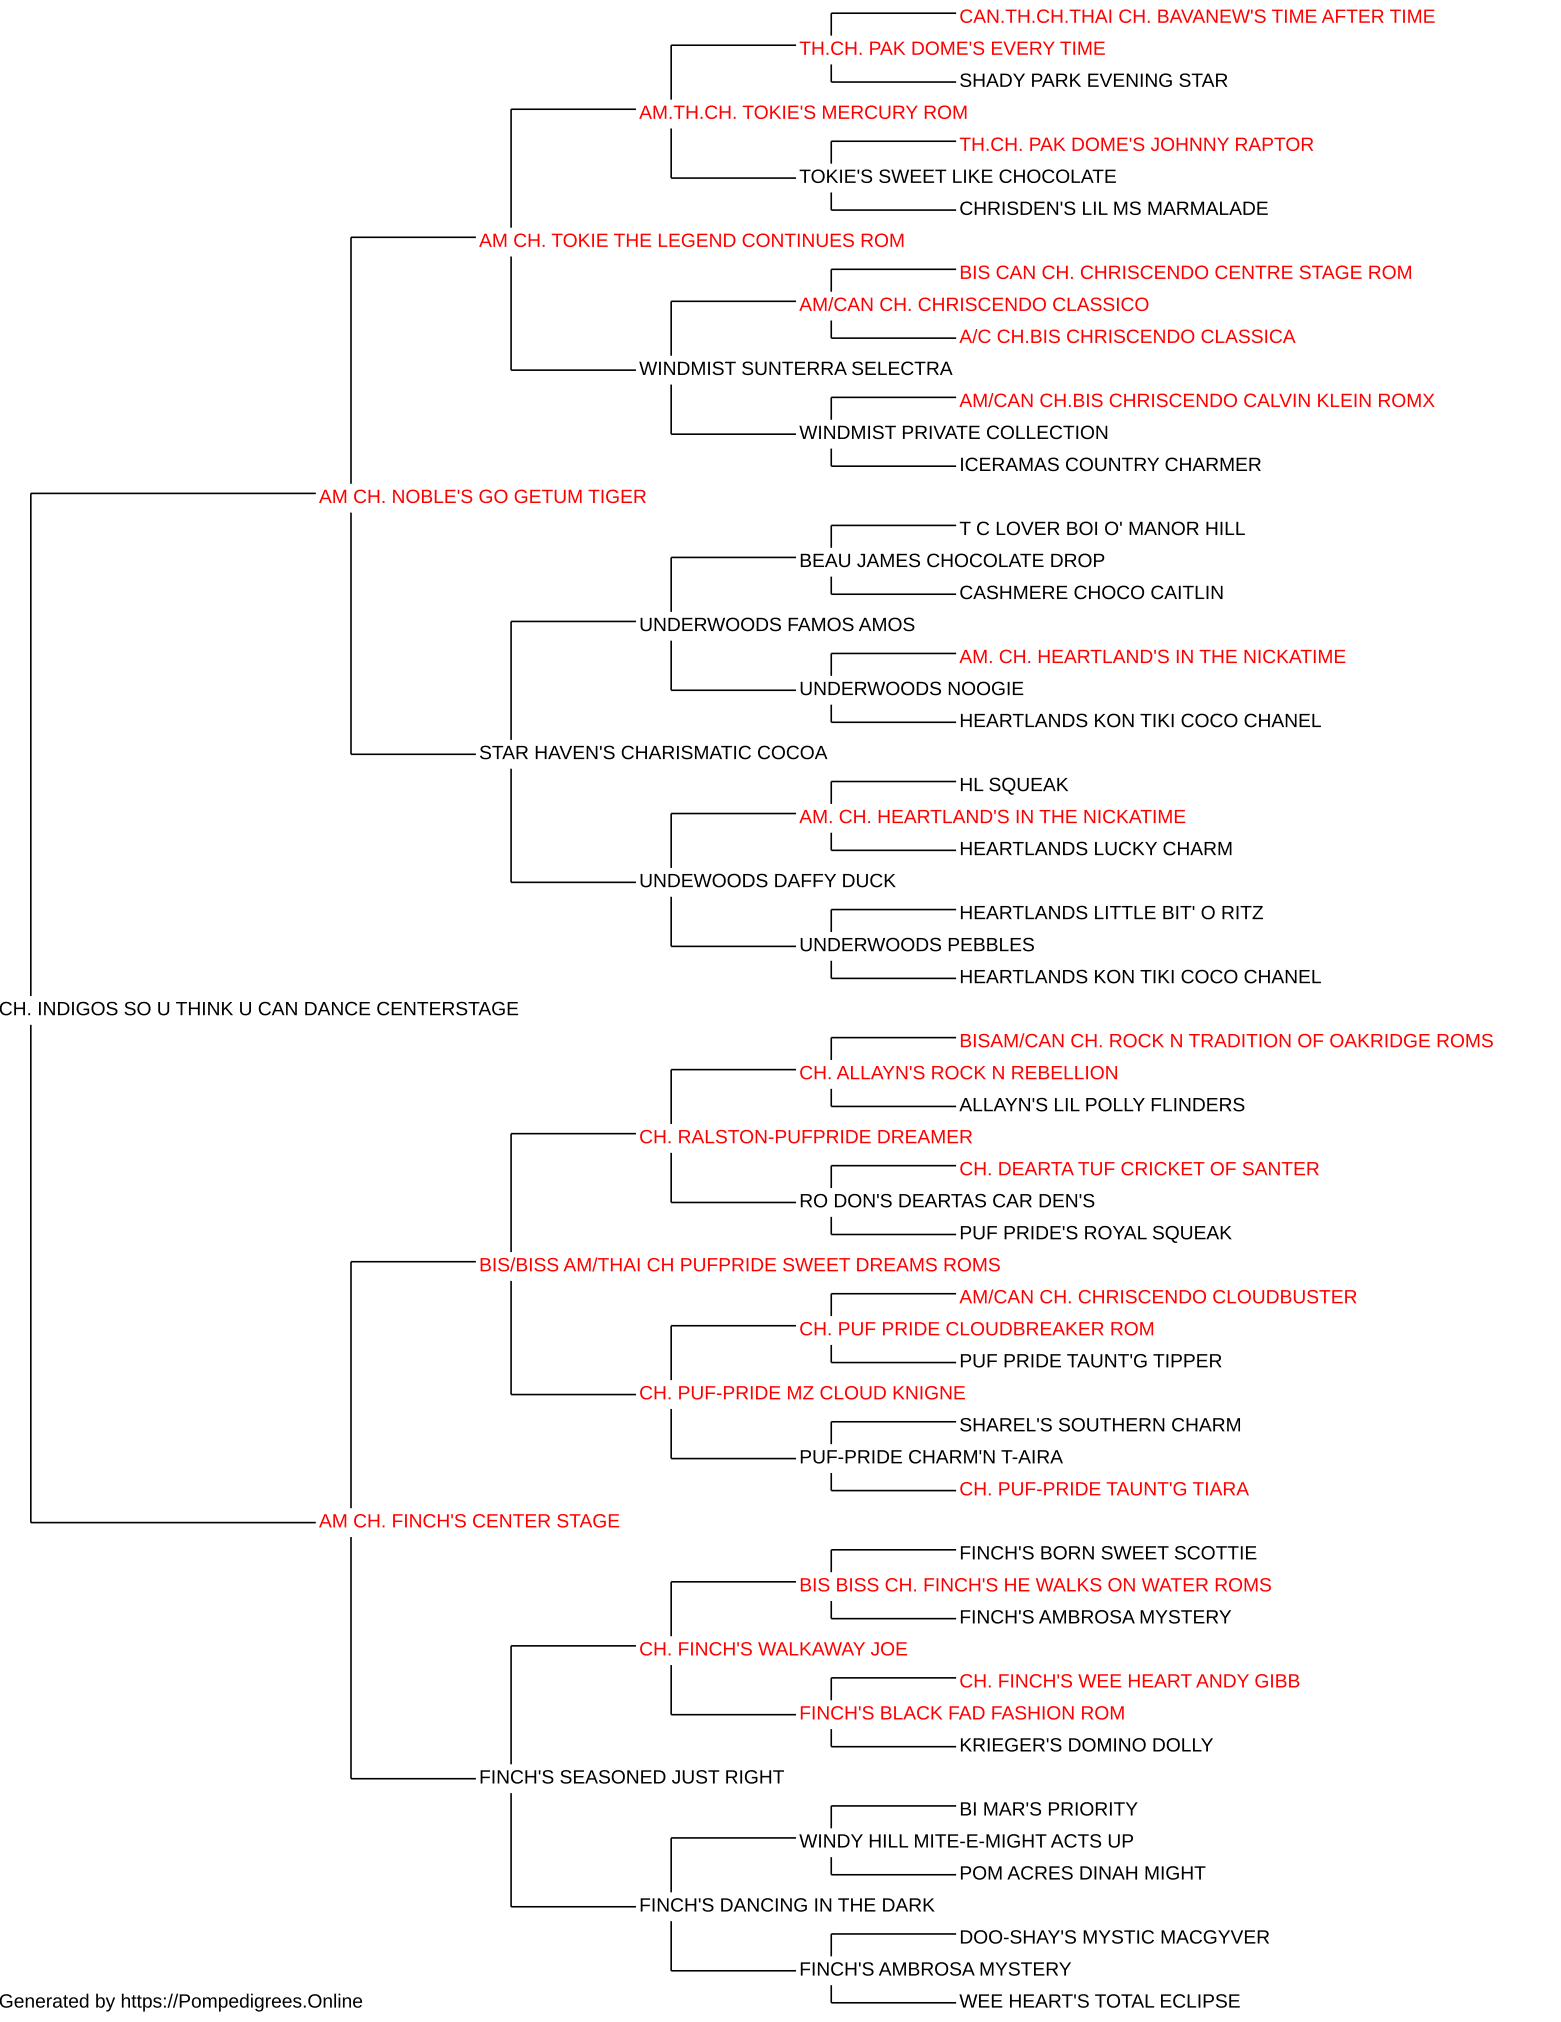 CAN.TH.CH.THAI CH. BAVANEW'S TIME AFTER TIME
TH.CH. PAK DOME'S EVERY TIME
SHADY PARK EVENING STAR
AM.TH.CH. TOKIE'S MERCURY ROM
TH.CH. PAK DOME'S JOHNNY RAPTOR
TOKIE'S SWEET LIKE CHOCOLATE
CHRISDEN'S LIL MS MARMALADE
AM CH. TOKIE THE LEGEND CONTINUES ROM
BIS CAN CH. CHRISCENDO CENTRE STAGE ROM
AM/CAN CH. CHRISCENDO CLASSICO
A/C CH.BIS CHRISCENDO CLASSICA
WINDMIST SUNTERRA SELECTRA
AM/CAN CH.BIS CHRISCENDO CALVIN KLEIN ROMX
WINDMIST PRIVATE COLLECTION
ICERAMAS COUNTRY CHARMER
AM CH. NOBLE'S GO GETUM TIGER
T C LOVER BOI O' MANOR HILL
BEAU JAMES CHOCOLATE DROP
CASHMERE CHOCO CAITLIN
UNDERWOODS FAMOS AMOS
AM. CH. HEARTLAND'S IN THE NICKATIME
UNDERWOODS NOOGIE
HEARTLANDS KON TIKI COCO CHANEL
STAR HAVEN'S CHARISMATIC COCOA
HL SQUEAK
AM. CH. HEARTLAND'S IN THE NICKATIME
HEARTLANDS LUCKY CHARM
UNDEWOODS DAFFY DUCK
HEARTLANDS LITTLE BIT' O RITZ
UNDERWOODS PEBBLES
HEARTLANDS KON TIKI COCO CHANEL
CH. INDIGOS SO U THINK U CAN DANCE CENTERSTAGE
BISAM/CAN CH. ROCK N TRADITION OF OAKRIDGE ROMS
CH. ALLAYN'S ROCK N REBELLION
ALLAYN'S LIL POLLY FLINDERS
CH. RALSTON-PUFPRIDE DREAMER
CH. DEARTA TUF CRICKET OF SANTER
RO DON'S DEARTAS CAR DEN'S
PUF PRIDE'S ROYAL SQUEAK
BIS/BISS AM/THAI CH PUFPRIDE SWEET DREAMS ROMS
AM/CAN CH. CHRISCENDO CLOUDBUSTER
CH. PUF PRIDE CLOUDBREAKER ROM
PUF PRIDE TAUNT'G TIPPER
CH. PUF-PRIDE MZ CLOUD KNIGNE
SHAREL'S SOUTHERN CHARM
PUF-PRIDE CHARM'N T-AIRA
CH. PUF-PRIDE TAUNT'G TIARA
AM CH. FINCH'S CENTER STAGE
FINCH'S BORN SWEET SCOTTIE
BIS BISS CH. FINCH'S HE WALKS ON WATER ROMS
FINCH'S AMBROSA MYSTERY
CH. FINCH'S WALKAWAY JOE
CH. FINCH'S WEE HEART ANDY GIBB
FINCH'S BLACK FAD FASHION ROM
KRIEGER'S DOMINO DOLLY
FINCH'S SEASONED JUST RIGHT
BI MAR'S PRIORITY
WINDY HILL MITE-E-MIGHT ACTS UP
POM ACRES DINAH MIGHT
FINCH'S DANCING IN THE DARK
DOO-SHAY'S MYSTIC MACGYVER
FINCH'S AMBROSA MYSTERY
WEE HEART'S TOTAL ECLIPSE
Generated by https://Pompedigrees.Online